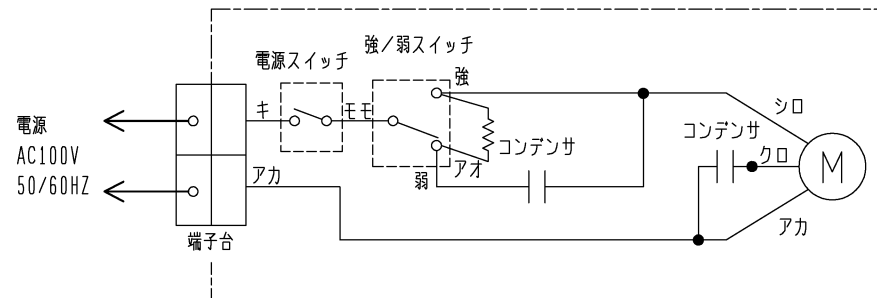 強/弱スイッチ
電源スイッチ
強
キ
モモ
シロ
電源
AC100V
50/60HZ
コンデンサ
コンデンサ
クロ
M
アカ
弱
アオ
アカ
端子台